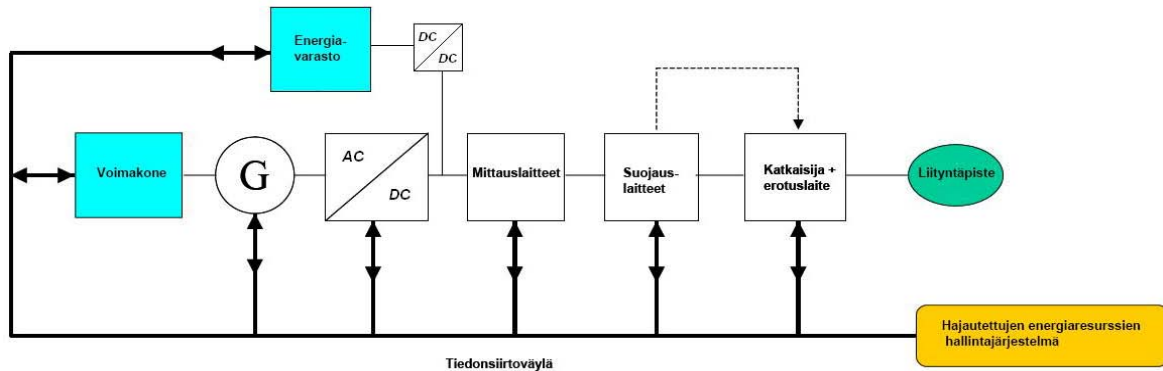 Energia-
varasto
DC
DC
Voimakone
G
AC
DC
Mittauslaitteet
Suojaus-
laitteet
Katkaisija +
erotuslaite
Liityntäpiste
Hajautettujen energiaresurssien
hallintajärjestelmä
Tiedonsiirtoväylä